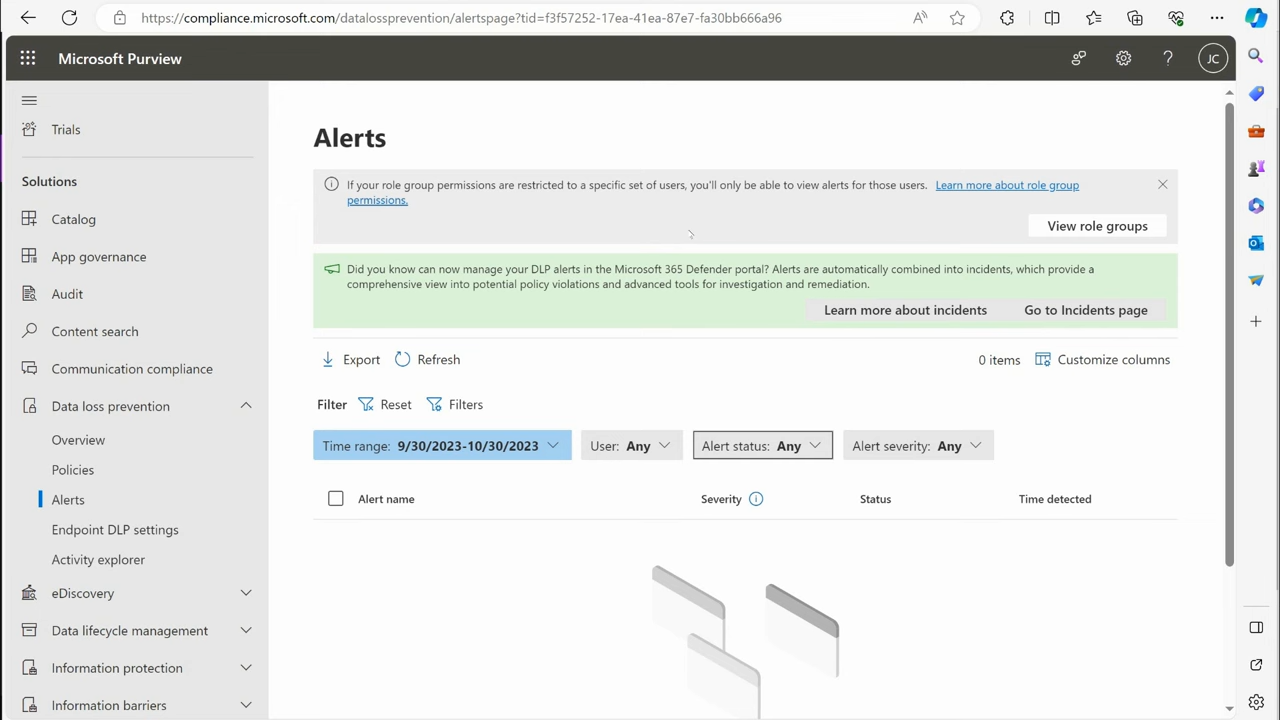 https://compliance.microsoft.com/datalossprevention/alertspage?tid=f3f57252-17ea-41ea-87e7-fa30bb666a96
Microsoft Purview
JC
Trials
Solutions
Catalog
App governance
Audit
Content search
Communication compliance
Data loss prevention
Overview
Policies
Alerts
Endpoint DLP settings
Activity explorer
eDiscovery
Data lifecycle management
Information protection
Information barriers
Alerts
If your role group permissions are restricted to a specific set of users, you'll only be able to view alerts for those users. Learn more about role group
permissions.
View role groups
Did you know can now manage your DLP alerts in the Microsoft 365 Defender portal? Alerts are automatically combined into incidents, which provide a
comprehensive view into potential policy violations and advanced tools for investigation and remediation.
Learn more about incidents Go to Incidents page
Export Refresh 0 items Customize columns
Filter Reset Filters
Time range: 9/30/2023-10/30/2023 User: Any Alert status: Any Alert severity: Any
Alert name Severity Status Time detected